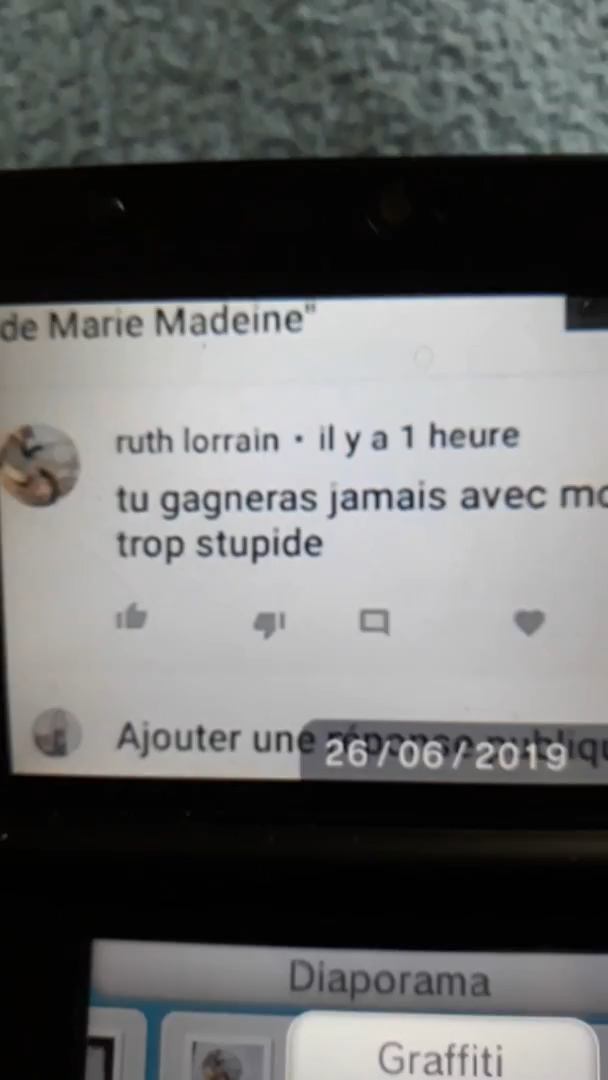 de Marie Madeine"
ruth lorrain • il y a 1 heure
tu gagneras jamais avec
trop stupide
Ajouter une réponse
26/06/2019
Diaporama
Graffiti